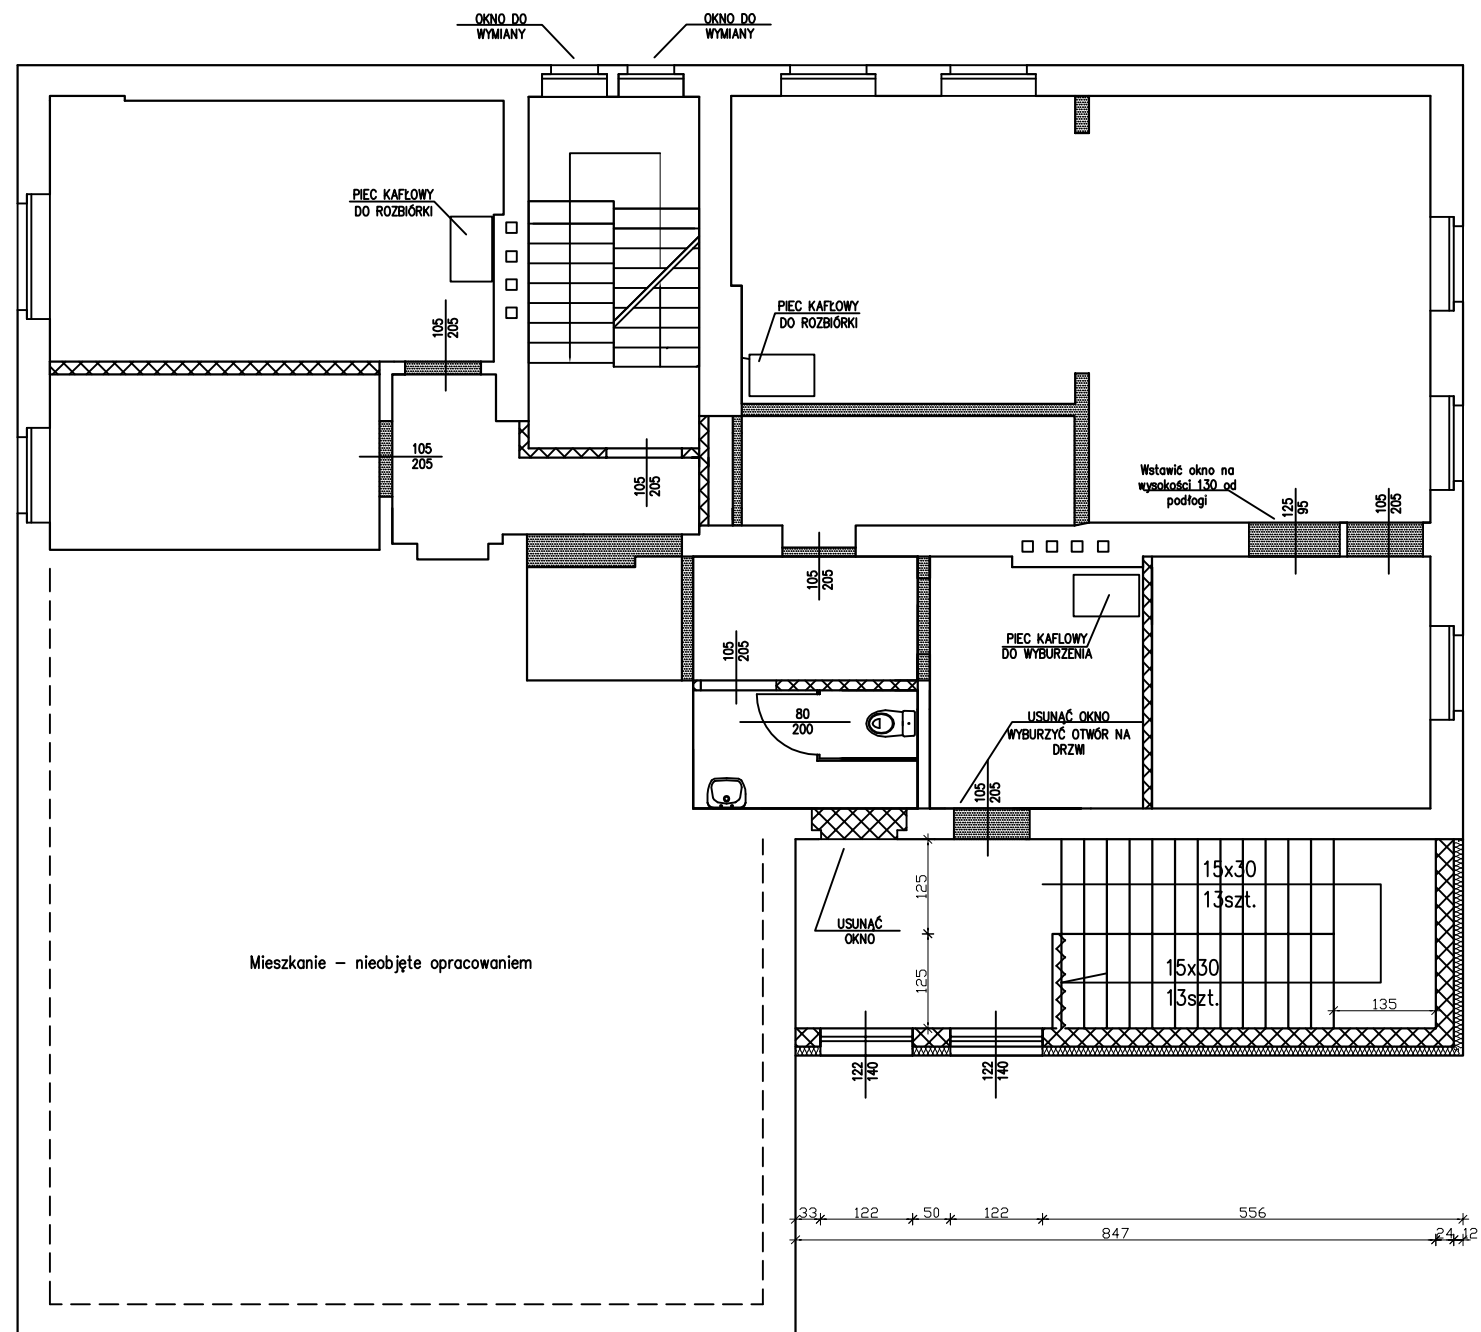 OKNO DO
WYMIANY
OKNO DO
WYMIANY
PIEC KAFŁOWY
DO ROZBIÓRKI
105
205
PIEC KAFŁOWY
DO ROZBIÓRKI
105
205
105
205
Wstawić okno na
wysokości 130 od
podłogi
125
95
105
205
105
205
105
205
PIEC KAFLOWY
DO WYBURZENIA
80
200
USUNĄĆ OKNO
WYBURZYĆ OTWÓR NA
DRZWI
105
205
125
15x30
13szt.
USUNĄĆ
OKNO
Mieszkanie – nieobjęte opracowaniem
125
15x30
13szt.
135
122
140
122
140
33 122 50 122 556
847 24 12